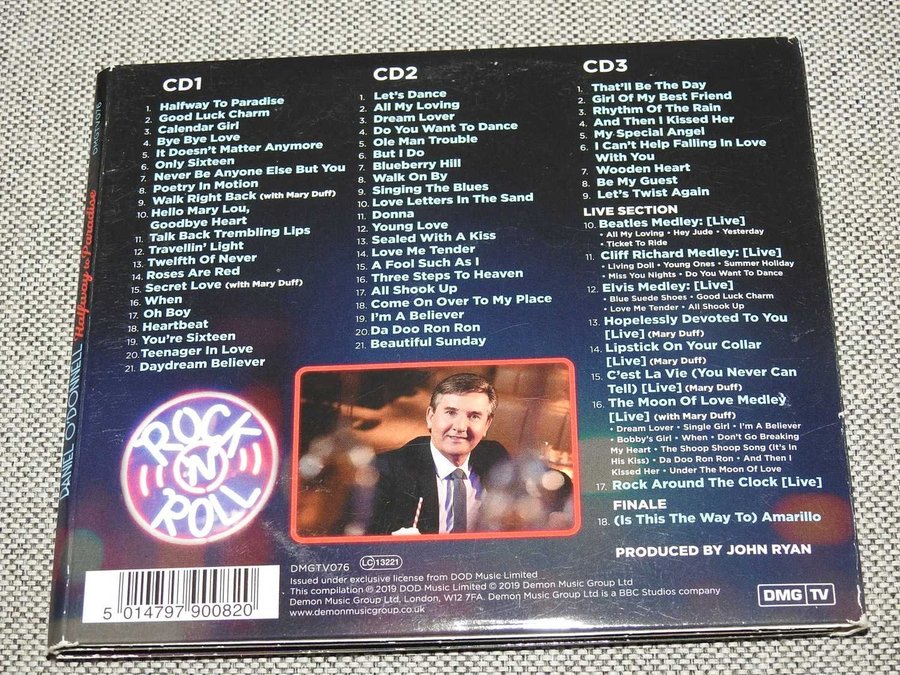 DANIEL O'DONNELL Halfway to Paradise DMGTV076
CD1
1. Halfway To Paradise
2. Good Luck Charm
3. Calendar Girl
4. Bye Bye Love
5. It Doesn't Matter Anymore
6. Only Sixteen
7. Never Be Anyone Else But You
8. Poetry In Motion
9. Walk Right Back (with Mary Duff)
10. Hello Mary Lou,
Goodbye Heart
11. Talk Back Trembling Lips
12. Travellin' Light
13. Twelfth Of Never
14. Roses Are Red
15. Secret Love (with Mary Duff)
16. When
17. Oh Boy
18. Heartbeat
19. You're Sixteen
20. Teenager In Love
21. Daydream Believer
CD2
1. Let's Dance
2. All My Loving
3. Dream Lover
4. Do You Want To Dance
5. Ole Man Trouble
6. But I Do
7. Blueberry Hill
8. Walk On By
9. Singing The Blues
10. Love Letters In The Sand
11. Donna
12. Young Love
13. Sealed With A Kiss
14. Love Me Tender
15. A Fool Such As I
16. Three Steps To Heaven
17. All Shook Up
18. Come On Over To My Place
19. I'm A Believer
20. Da Doo Ron Ron
21. Beautiful Sunday
CD3
1. That'll Be The Day
2. Girl Of My Best Friend
3. Rhythm Of The Rain
4. And Then I Kissed Her
5. My Special Angel
6. I Can't Help Falling In Love
With You
7. Wooden Heart
8. Be My Guest
9. Let's Twist Again
LIVE SECTION
10. Beatles Medley: [Live]
• All My Loving • Hey Jude • Yesterday
• Ticket To Ride
11. Cliff Richard Medley: [Live]
• Living Doll • Young Ones • Summer Holiday
• Miss You Nights • Do You Want To Dance
12. Elvis Medley: [Live]
• Blue Suede Shoes • Good Luck Charm
• Love Me Tender • All Shook Up
13. Hopelessly Devoted To You
[Live] (Mary Duff)
14. Lipstick On Your Collar
[Live] (Mary Duff)
15. C'est La Vie (You Never Can
Tell) [Live] (Mary Duff)
16. The Moon Of Love Medley
[Live] (with Mary Duff)
• Dream Lover • Single Girl • I'm A Believer
• Bobby's Girl • When • Don't Go Breaking
My Heart • The Shoop Shoop Song (It's In
His Kiss) • Da Doo Ron Ron • And Then I
Kissed Her • Under The Moon Of Love
17. Rock Around The Clock [Live]
FINALE
18. (Is This The Way To) Amarillo
PRODUCED BY JOHN RYAN
ROCK
'N'
ROLL
5 014797 900820
DMGTV076 LC13221
Issued under exclusive license from DOD Music Limited
This compilation ℗ 2019 DOD Music Limited © 2019 Demon Music Group Ltd
Demon Music Group Ltd, London, W12 7FA. Demon Music Group Ltd is a BBC Studios company
www.demonmusicgroup.co.uk
DMG TV